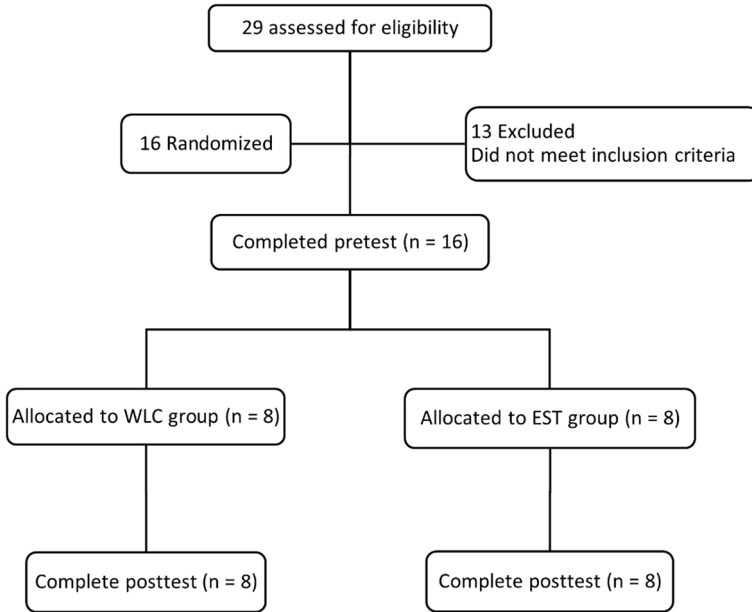 29 assessed for eligibility
16 Randomized
13 Excluded
Did not meet inclusion criteria
Completed pretest (n = 16)
Allocated to WLC group (n = 8)
Allocated to EST group (n = 8)
Complete posttest (n = 8)
Complete posttest (n = 8)